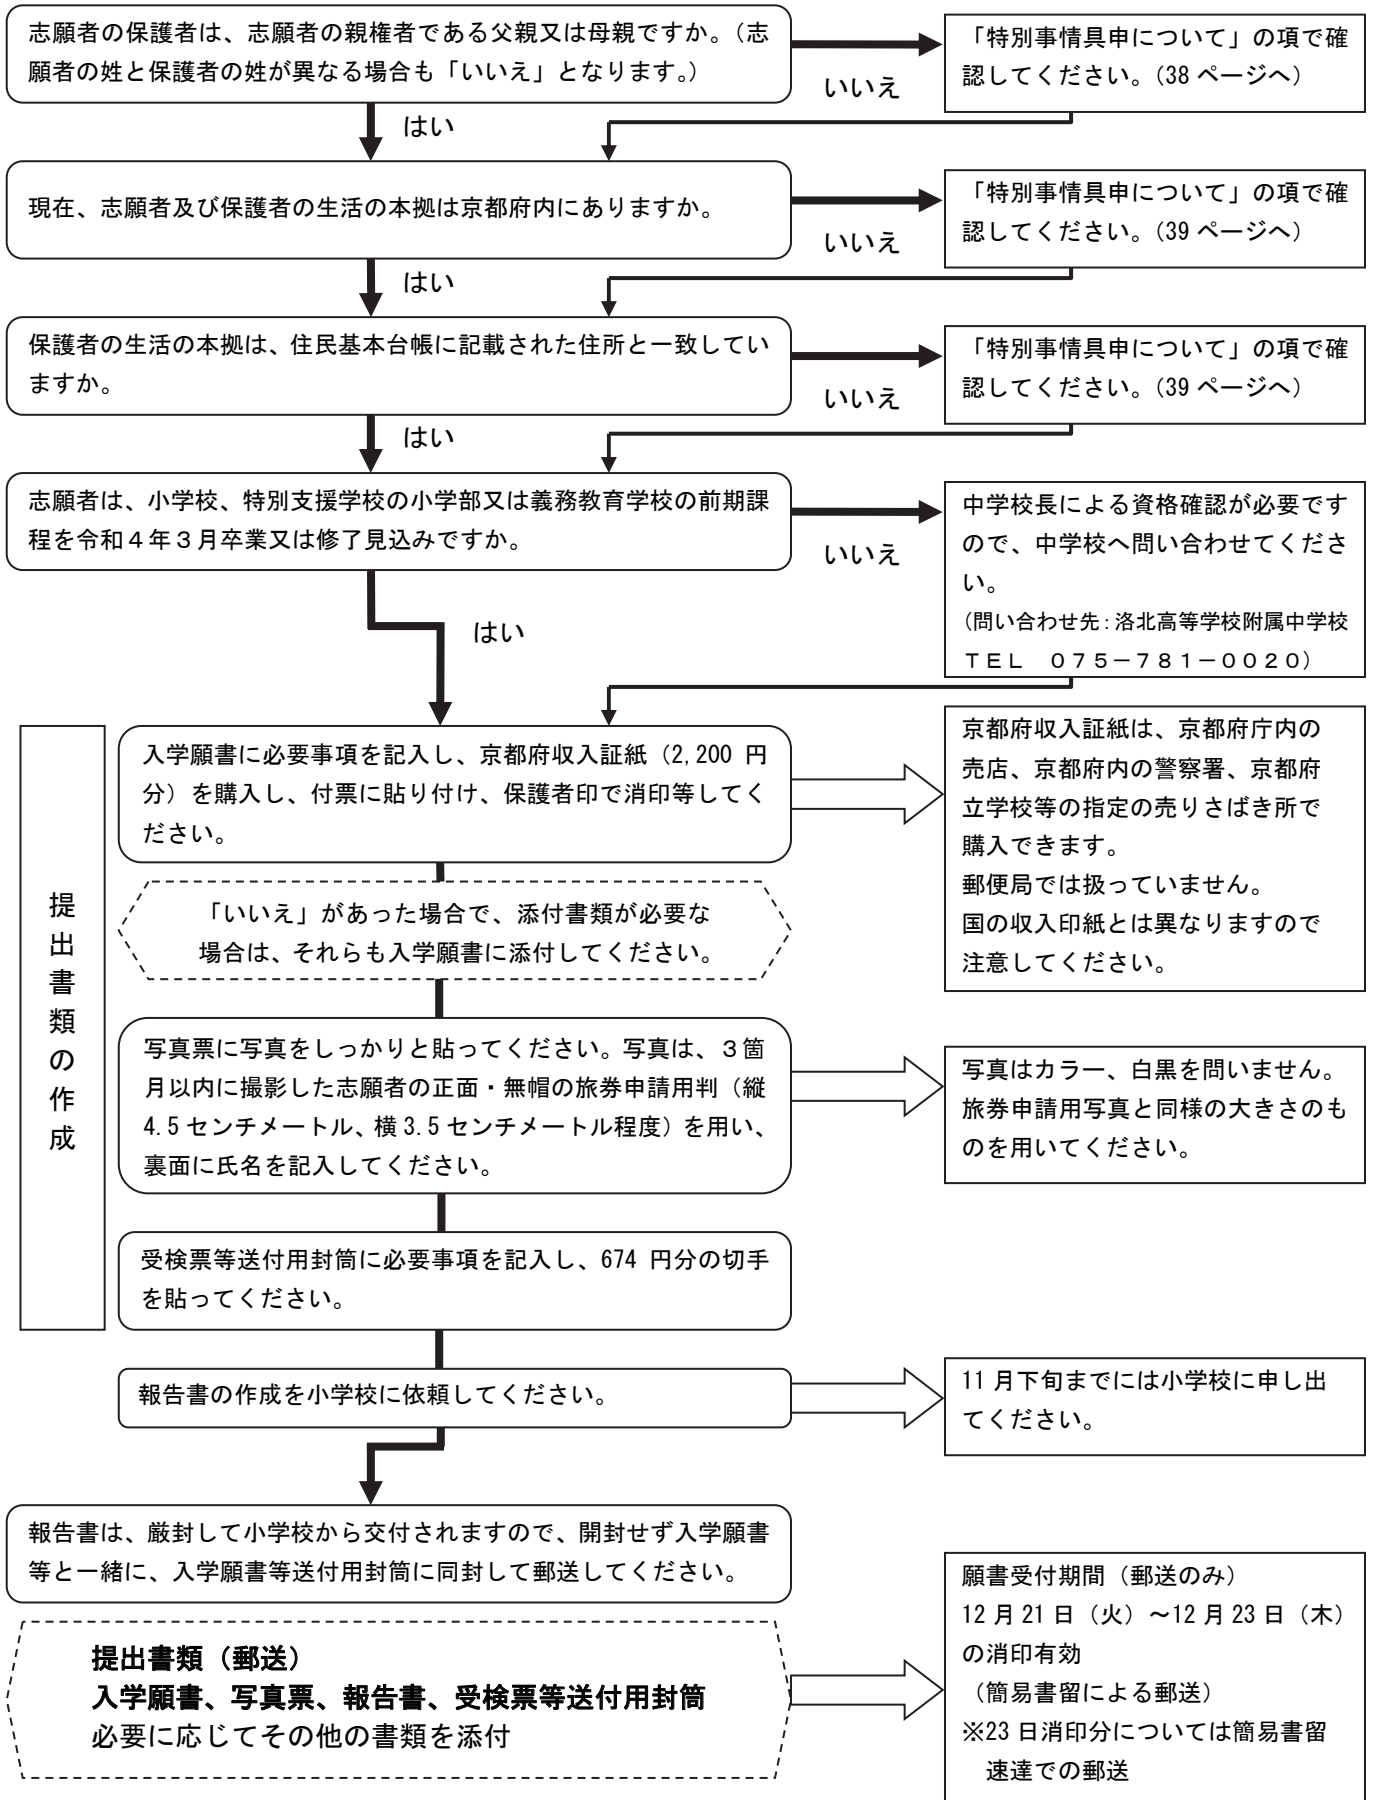 志願者の保護者は、志願者の親権者である父親又は母親ですか。（志
願者の姓と保護者の姓が異なる場合も「いいえ」となります。）
いいえ
「特別事情具申について」の項で確
認してください。（38 ページへ）
はい
現在、志願者及び保護者の生活の本拠は京都府内にありますか。
いいえ
「特別事情具申について」の項で確
認してください。（39 ページへ）
はい
保護者の生活の本拠は、住民基本台帳に記載された住所と一致してい
ますか。
いいえ
「特別事情具申について」の項で確
認してください。（39 ページへ）
はい
志願者は、小学校、特別支援学校の小学部又は義務教育学校の前期課
程を令和４年３月卒業又は修了見込みですか。
いいえ
中学校長による資格確認が必要です
ので、中学校へ問い合わせてくださ
い。
（問い合わせ先：洛北高等学校附属中学校
ＴＥＬ　０７５－７８１－００２０）
はい
提出書類の作成
入学願書に必要事項を記入し、京都府収入証紙（2,200 円
分）を購入し、付票に貼り付け、保護者印で消印等してく
ださい。
京都府収入証紙は、京都府庁内の
売店、京都府内の警察署、京都府
立学校等の指定の売りさばき所で
購入できます。
郵便局では扱っていません。
国の収入印紙とは異なりますので
注意してください。
「いいえ」があった場合で、添付書類が必要な
場合は、それらも入学願書に添付してください。
写真票に写真をしっかりと貼ってください。写真は、３箇
月以内に撮影した志願者の正面・無帽の旅券申請用判（縦
4.5 センチメートル、横 3.5 センチメートル程度）を用い、
裏面に氏名を記入してください。
写真はカラー、白黒を問いません。
旅券申請用写真と同様の大きさのも
のを用いてください。
受検票等送付用封筒に必要事項を記入し、674 円分の切手
を貼ってください。
報告書の作成を小学校に依頼してください。
11 月下旬までには小学校に申し出
てください。
報告書は、厳封して小学校から交付されますので、開封せず入学願書
等と一緒に、入学願書等送付用封筒に同封して郵送してください。
提出書類（郵送）
入学願書、写真票、報告書、受検票等送付用封筒
必要に応じてその他の書類を添付
願書受付期間（郵送のみ）
12 月 21 日（火）～12 月 23 日（木）
の消印有効
（簡易書留による郵送）
※23 日消印分については簡易書留
速達での郵送